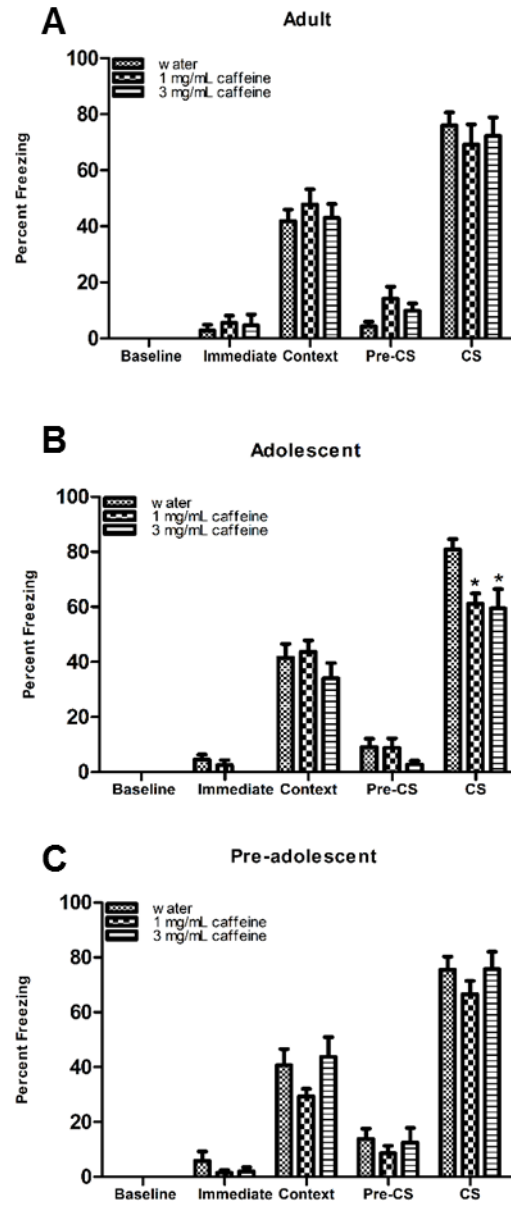 A
Adult
water
1 mg/mL caffeine
3 mg/mL caffeine
Percent Freezing
100
80
60
40
20
0
Baseline Immediate Context Pre-CS CS
B
Adolescent
water
1 mg/mL caffeine
3 mg/mL caffeine
Percent Freezing
100
80
60
40
20
0
* *
Baseline Immediate Context Pre-CS CS
C
Pre-adolescent
water
1 mg/mL caffeine
3 mg/mL caffeine
Percent Freezing
100
80
60
40
20
0
Baseline Immediate Context Pre-CS CS